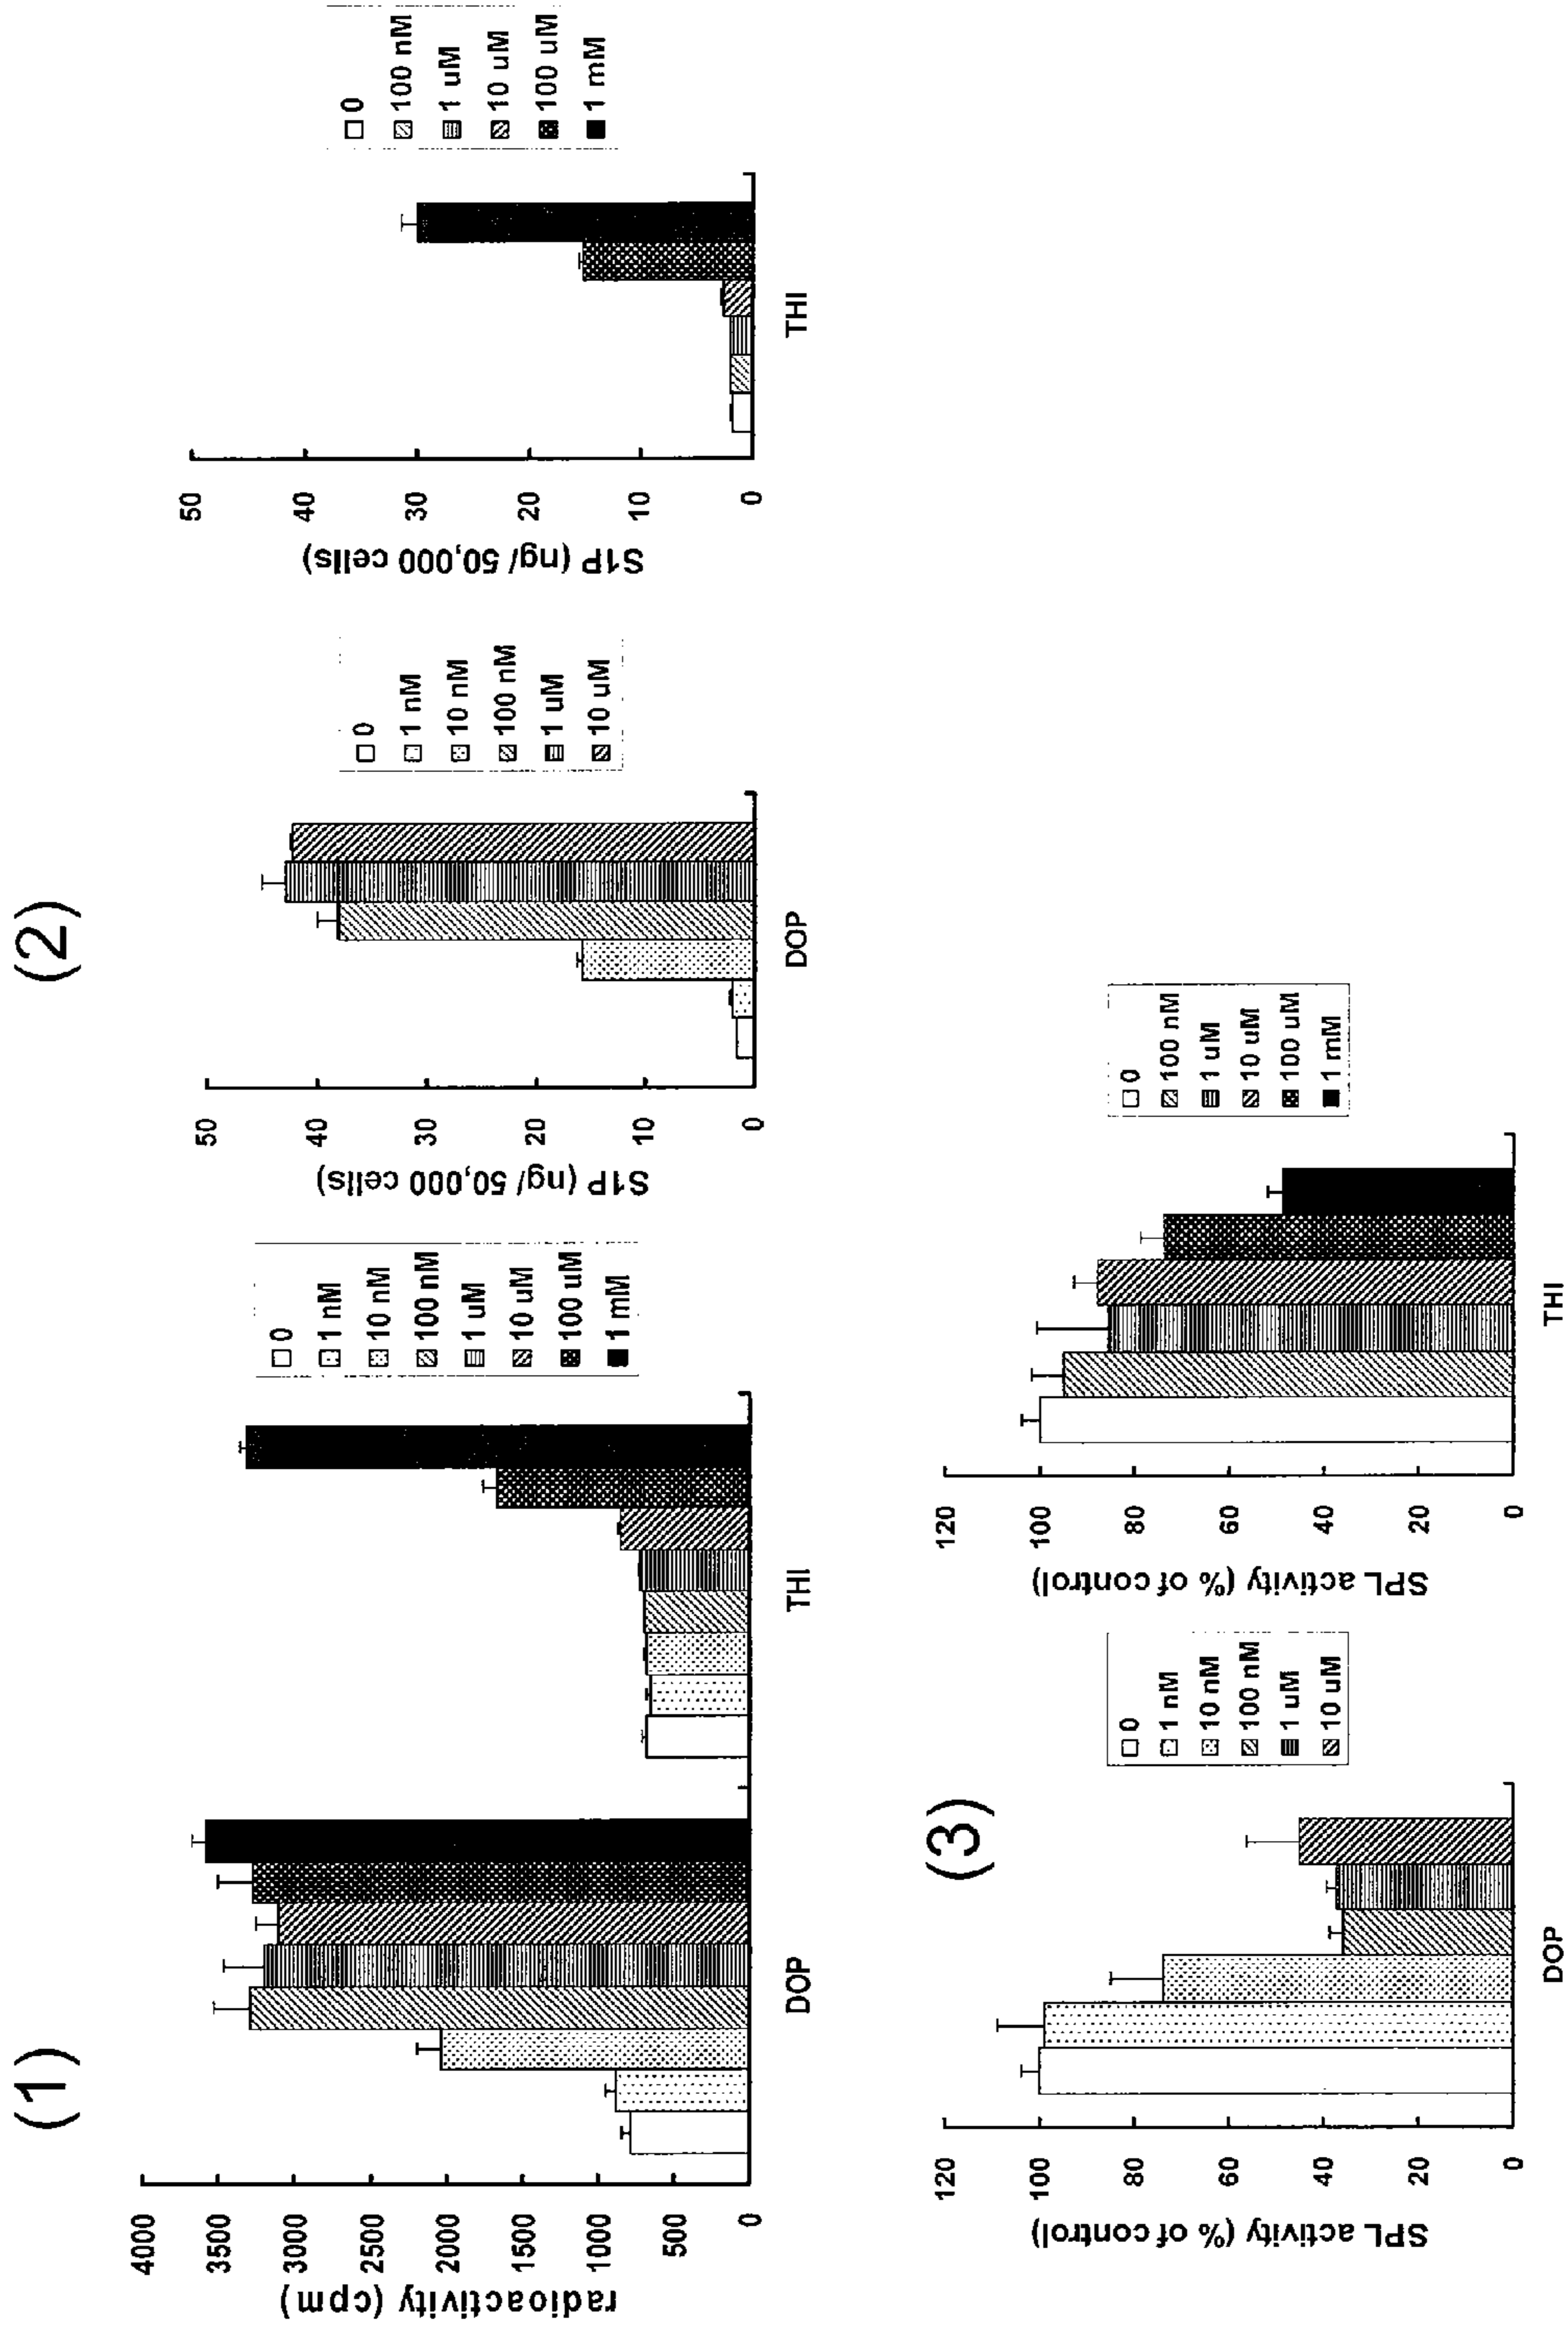 (1)
radioactivity (cpm)
4000
3500
3000
2500
2000
1500
1000
500
0
DOP
THI
0
1 nM
10 nM
100 nM
1 uM
10 uM
100 uM
1 mM
(2)
S1P (ng/ 50,000 cells)
50
40
30
20
10
0
DOP
0
1 nM
10 nM
100 nM
1 uM
10 uM
S1P (ng/ 50,000 cells)
50
40
30
20
10
0
THI
0
100 nM
1 uM
10 uM
100 uM
1 mM
(3)
SPL activity (% of control)
120
100
80
60
40
20
0
DOP
0
1 nM
10 nM
100 nM
1 uM
10 uM
SPL activity (% of control)
120
100
80
60
40
20
0
THI
0
100 nM
1 uM
10 uM
100 uM
1 mM